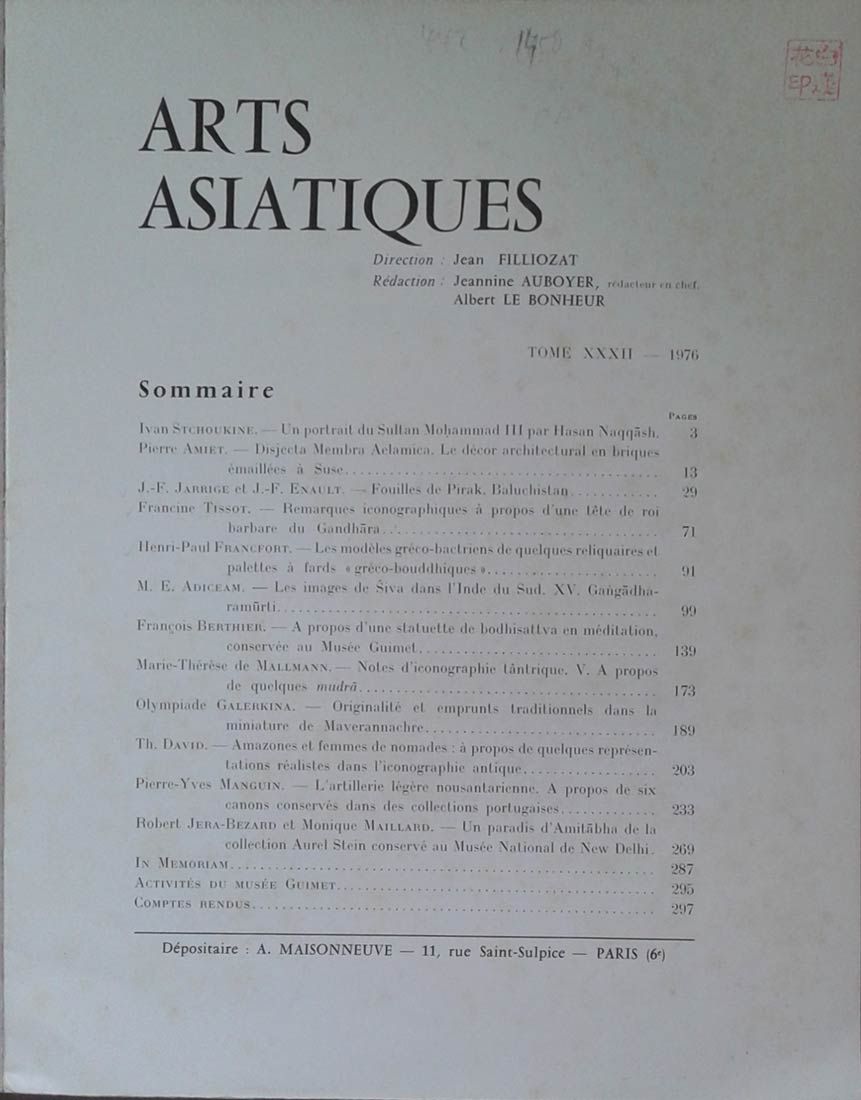 ARTS
ASIATIQUES
Direction : Jean FILLIOZAT
Rédaction : Jeannine AUBOYER, rédacteur en chef.
Albert LE BONHEUR
TOME XXXII — 1976
Sommaire
PAGES
Ivan STCHOUKINE. — Un portrait du Sultan Moḥammad III par Hasan Naqqāsh. 3
Pierre AMIET. — Disjecta Membra Aelamica. Le décor architectural en briques
émaillées à Suse........................................ 13
J.-F. JARRIGE et J.-F. ENAULT. — Fouilles de Pirak. Baluchistan............ 29
Francine TISSOT. — Remarques iconographiques à propos d'une tête de roi
barbare du Gandhāra................................... 71
Henri-Paul FRANCFORT. — Les modèles gréco-bactriens de quelques reliquaires et
palettes à fards « gréco-bouddhiques »...................... 91
M. E. ADICEAM. — Les images de Śiva dans l'Inde du Sud. XV. Gaṅgādha-
ramūrti................................................ 99
François BERTHIER. — A propos d'une statuette de bodhisattva en méditation,
conservée au Musée Guimet.............................. 139
Marie-Thérèse de MALLMANN. — Notes d'iconographie tântrique. V. A propos
de quelques mudrā...................................... 173
Olympiade GALERKINA. — Originalité et emprunts traditionnels dans la
miniature de Maverannachre.............................. 189
Th. DAVID. — Amazones et femmes de nomades : à propos de quelques représen-
tations réalistes dans l'iconographie antique................. 203
Pierre-Yves MANGUIN. — L'artillerie légère nousantarienne. A propos de six
canons conservés dans des collections portugaises............. 233
Robert JERA-BEZARD et Monique MAILLARD. — Un paradis d'Amitābha de la
collection Aurel Stein conservé au Musée National de New Delhi. 269
IN MEMORIAM.................................................... 287
ACTIVITÉS DU MUSÉE GUIMET...................................... 295
COMPTES RENDUS................................................. 297
Dépositaire : A. MAISONNEUVE — 11, rue Saint-Sulpice — PARIS (6e)